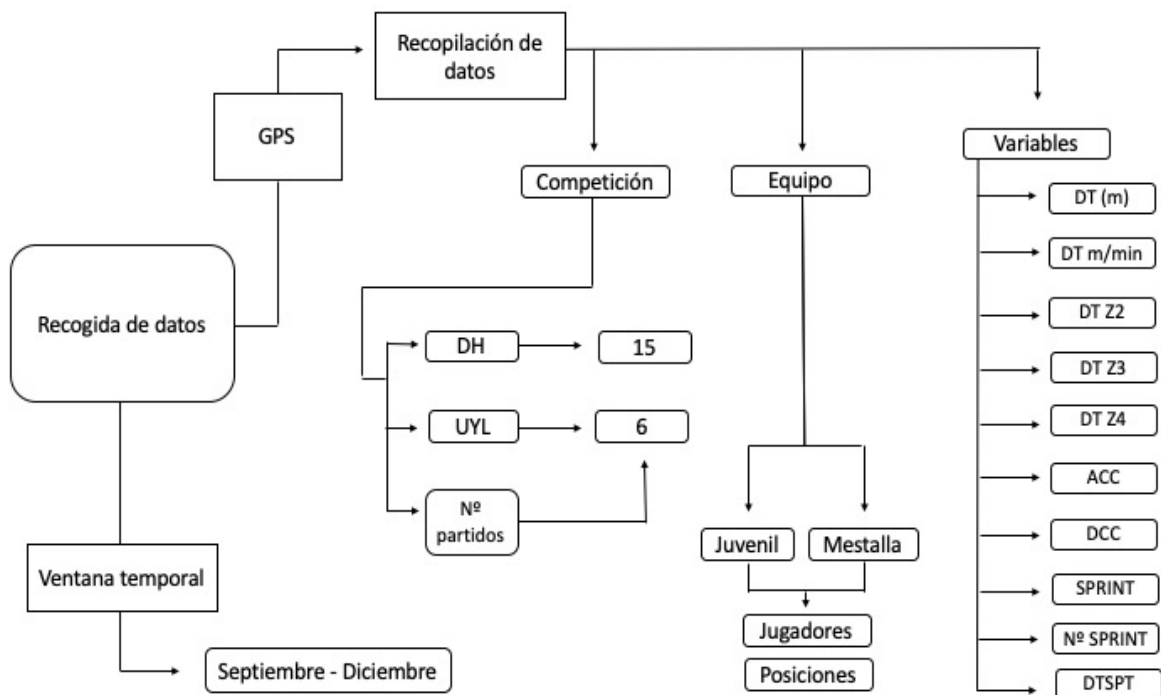 Recopilación de
datos
GPS
Variables
Competición
Equipo
DT (m)
DT m/min
Recogida de datos
DT Z2
DH
15
DT Z3
UYL
6
DT Z4
Nº
partidos
ACC
Juvenil
Mestalla
DCC
Ventana temporal
SPRINT
Jugadores
Nº SPRINT
Septiembre - Diciembre
Posiciones
DTSPT